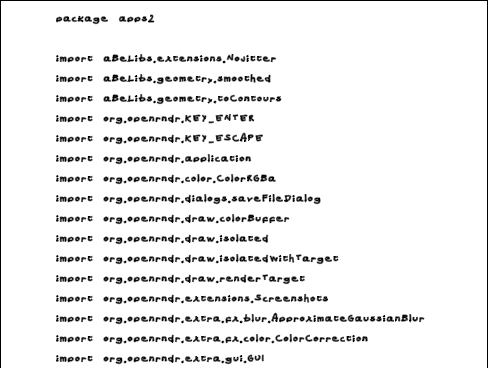 package apps2
import aBeLibs.extensions.NoJitter
import aBeLibs.geometry.smoothed
import aBeLibs.geometry.toContours
import org.openrndr.KEY_ENTER
import org.openrndr.KEY_ESCAPE
import org.openrndr.application
import org.openrndr.color.ColorRGBa
import org.openrndr.dialogs.saveFileDialog
import org.openrndr.draw.colorBuffer
import org.openrndr.draw.isolated
import org.openrndr.draw.isolatedWithTarget
import org.openrndr.draw.renderTarget
import org.openrndr.extensions.Screenshots
import org.openrndr.extra.fx.blur.ApproximateGaussianBlur
import org.openrndr.extra.fx.color.ColorCorrection
import org.openrndr.extra.gui.GUI